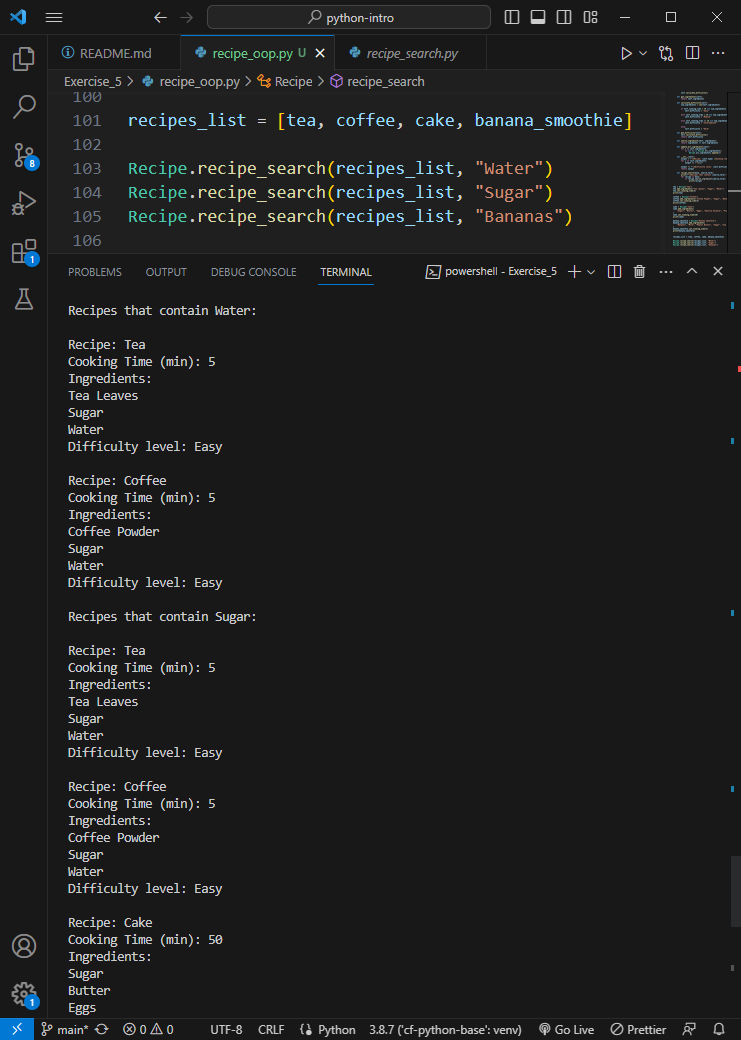 python-intro
README.md
recipe_oop.py U
recipe_search.py
Exercise_5 > recipe_oop.py > Recipe > recipe_search
100
101 recipes_list = [tea, coffee, cake, banana_smoothie]
102
103 Recipe.recipe_search(recipes_list, "Water")
104 Recipe.recipe_search(recipes_list, "Sugar")
105 Recipe.recipe_search(recipes_list, "Bananas")
106
PROBLEMS OUTPUT DEBUG CONSOLE TERMINAL powershell - Exercise_5
Recipes that contain Water:
Recipe: Tea
Cooking Time (min): 5
Ingredients:
Tea Leaves
Sugar
Water
Difficulty level: Easy
Recipe: Coffee
Cooking Time (min): 5
Ingredients:
Coffee Powder
Sugar
Water
Difficulty level: Easy
Recipes that contain Sugar:
Recipe: Tea
Cooking Time (min): 5
Ingredients:
Tea Leaves
Sugar
Water
Difficulty level: Easy
Recipe: Coffee
Cooking Time (min): 5
Ingredients:
Coffee Powder
Sugar
Water
Difficulty level: Easy
Recipe: Cake
Cooking Time (min): 50
Ingredients:
Sugar
Butter
Eggs
8
1
1
main* 0 0 UTF-8 CRLF Python 3.8.7 ('cf-python-base': venv) Go Live Prettier